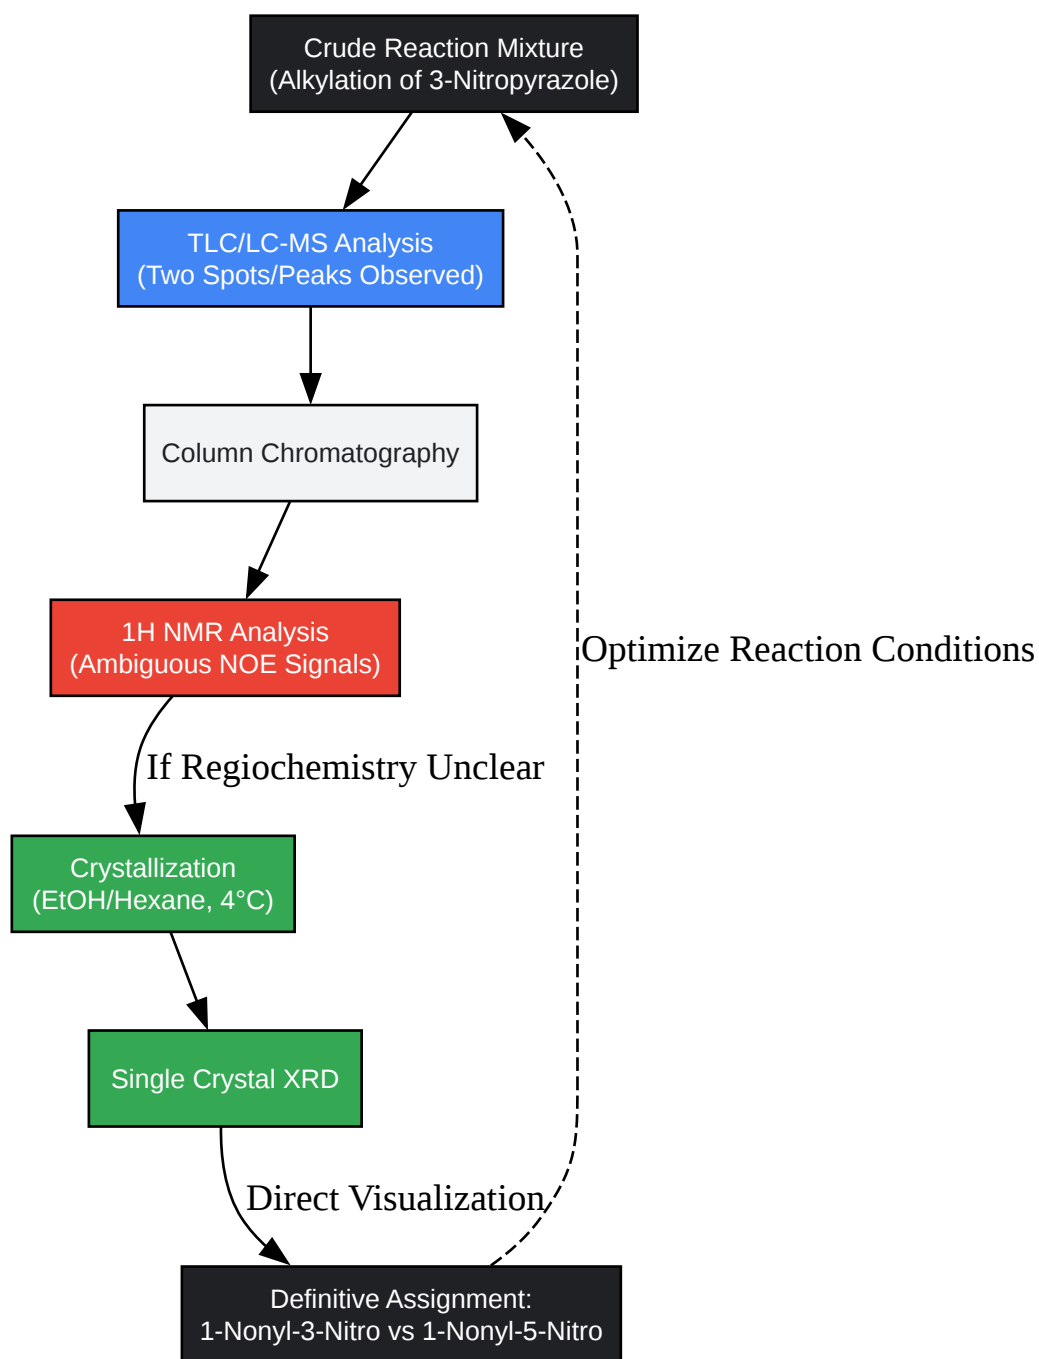 Crude Reaction Mixture
(Alkylation of 3-Nitropyrazole)
TLC/LC-MS Analysis
(Two Spots/Peaks Observed)
Column Chromatography
1H NMR Analysis
(Ambiguous NOE Signals)
Optimize Reaction Conditions
If Regiochemistry Unclear
Crystallization
(EtOH/Hexane, 4°C)
Single Crystal XRD
Direct Visualization
Definitive Assignment:
1-Nonyl-3-Nitro vs 1-Nonyl-5-Nitro